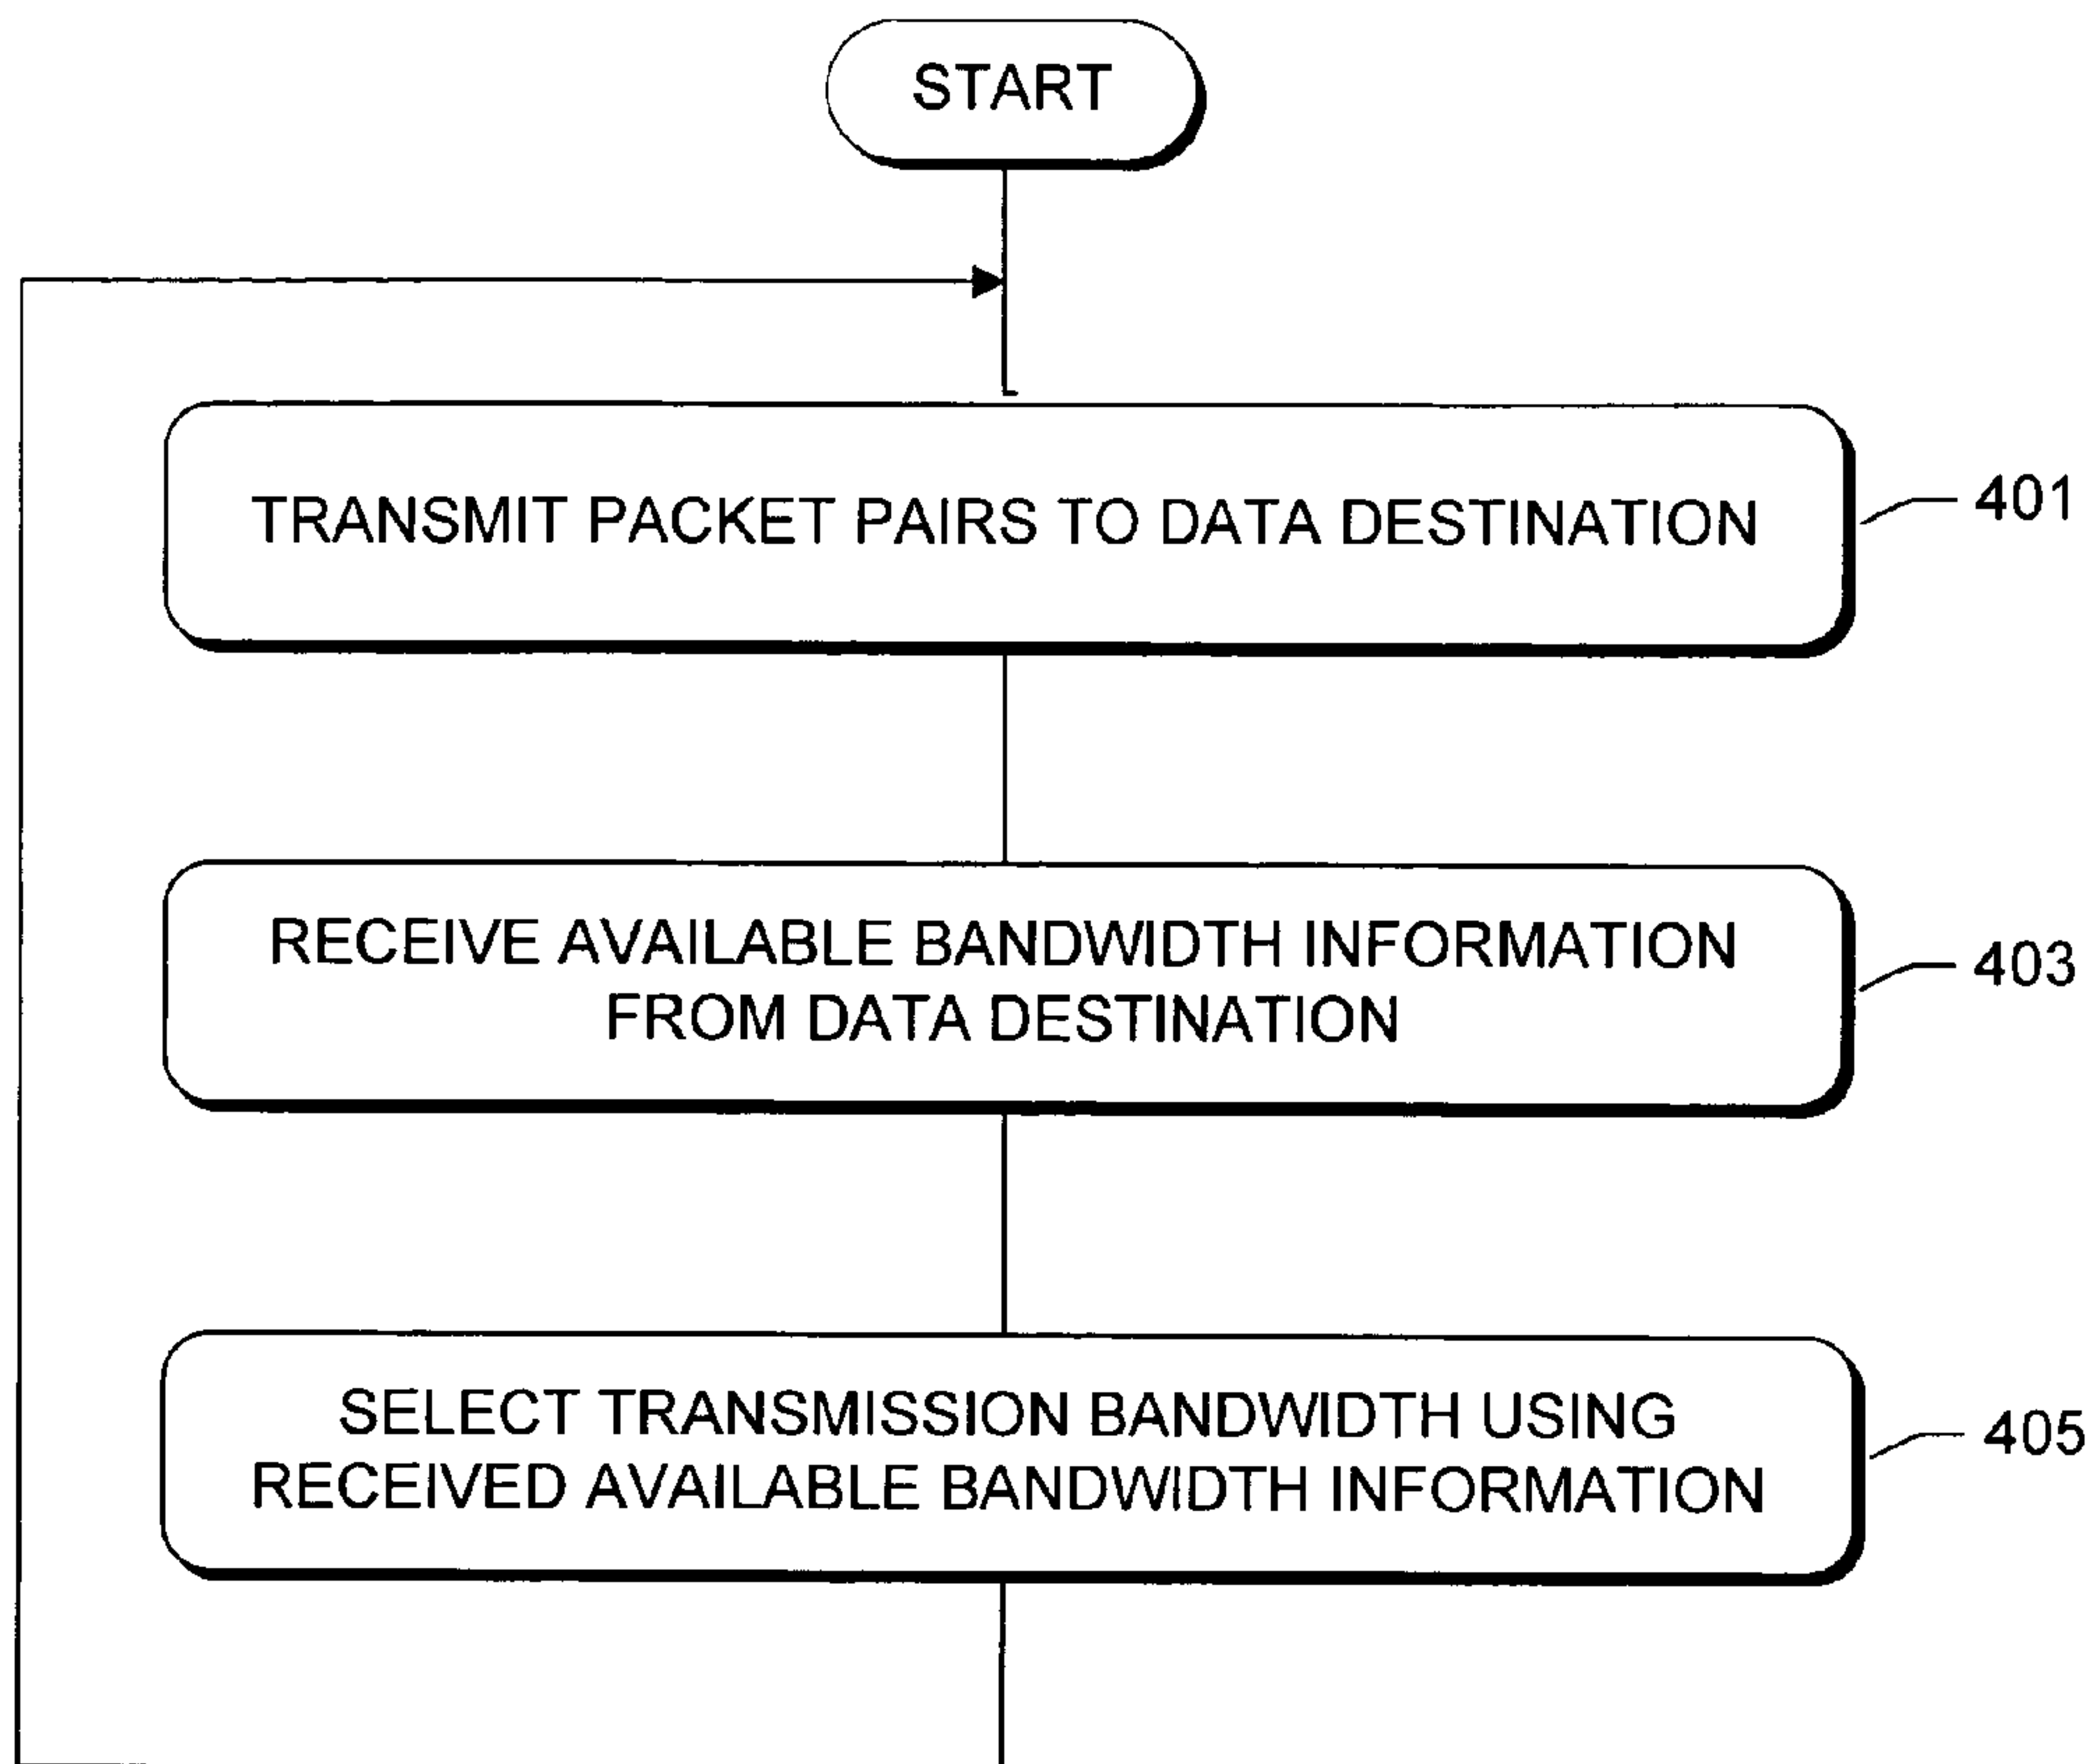 START
TRANSMIT PACKET PAIRS TO DATA DESTINATION
401
RECEIVE AVAILABLE BANDWIDTH INFORMATION
FROM DATA DESTINATION
403
SELECT TRANSMISSION BANDWIDTH USING
RECEIVED AVAILABLE BANDWIDTH INFORMATION
405